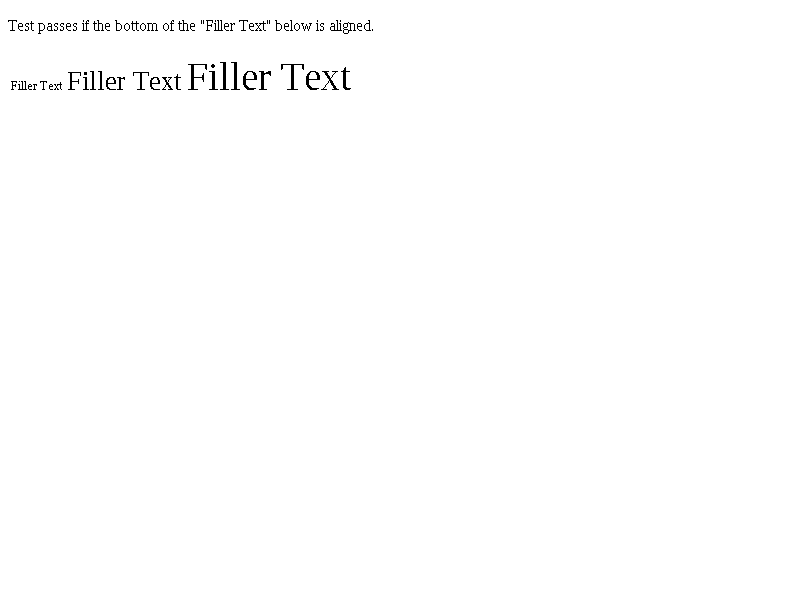 Test passes if the bottom of the "Filler Text" below is aligned.
Filler Text Filler Text Filler Text